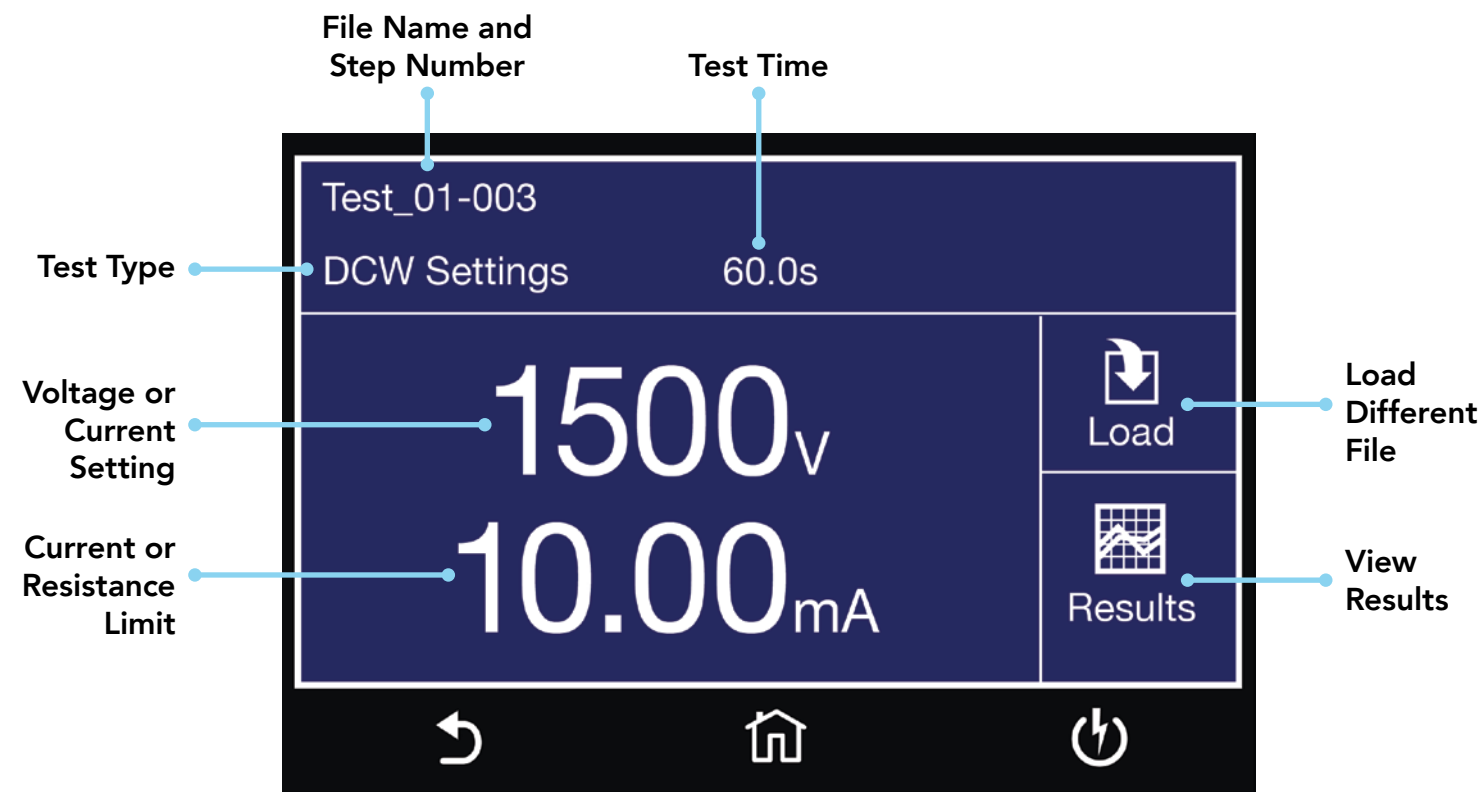 File Name and
Step Number
Test Time
Test_01-003
Test Type
DCW Settings
60.0s
Voltage or
Current
Setting
1500V
Load
Load
Different
File
Current or
Resistance
Limit
10.00mA
Results
View
Results